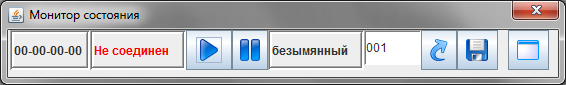 Монитор состояния
00-00-00-00 Не соединен безымянный 001